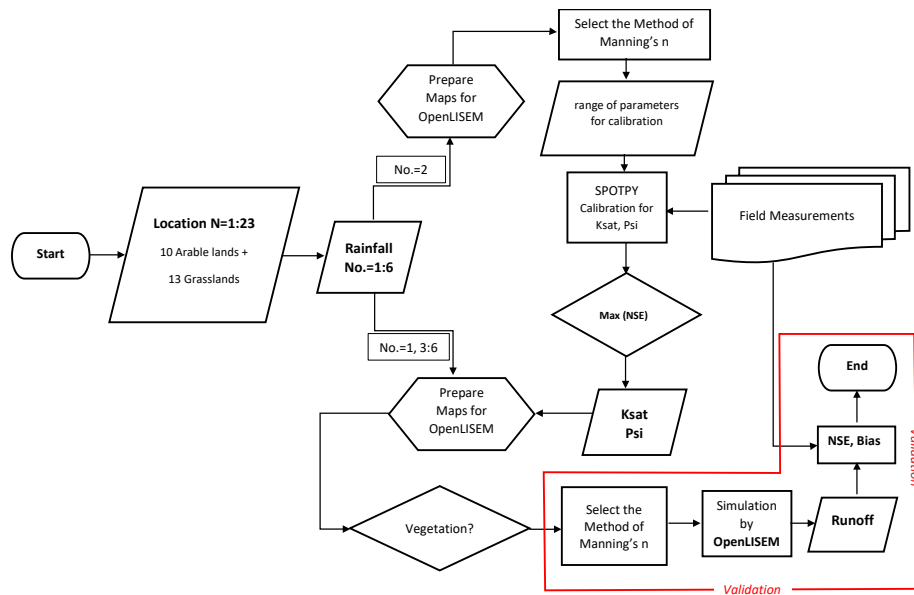 Select the Method of
Manning's n
Prepare
Maps for
OpenLISEM
range of parameters
for calibration
No.=2
SPOTPY
Calibration for
Ksat, Psi
Field Measurements
Location N=1:23
10 Arable lands +
13 Grasslands
Start
Rainfall
No.=1:6
Max (NSE)
No.=1, 3:6
End
Prepare
Maps for
OpenLISEM
Ksat
Psi
NSE, Bias
Validation
Vegetation?
Select the
Method of
Manning's n
Simulation
by
OpenLISEM
Runoff
Validation